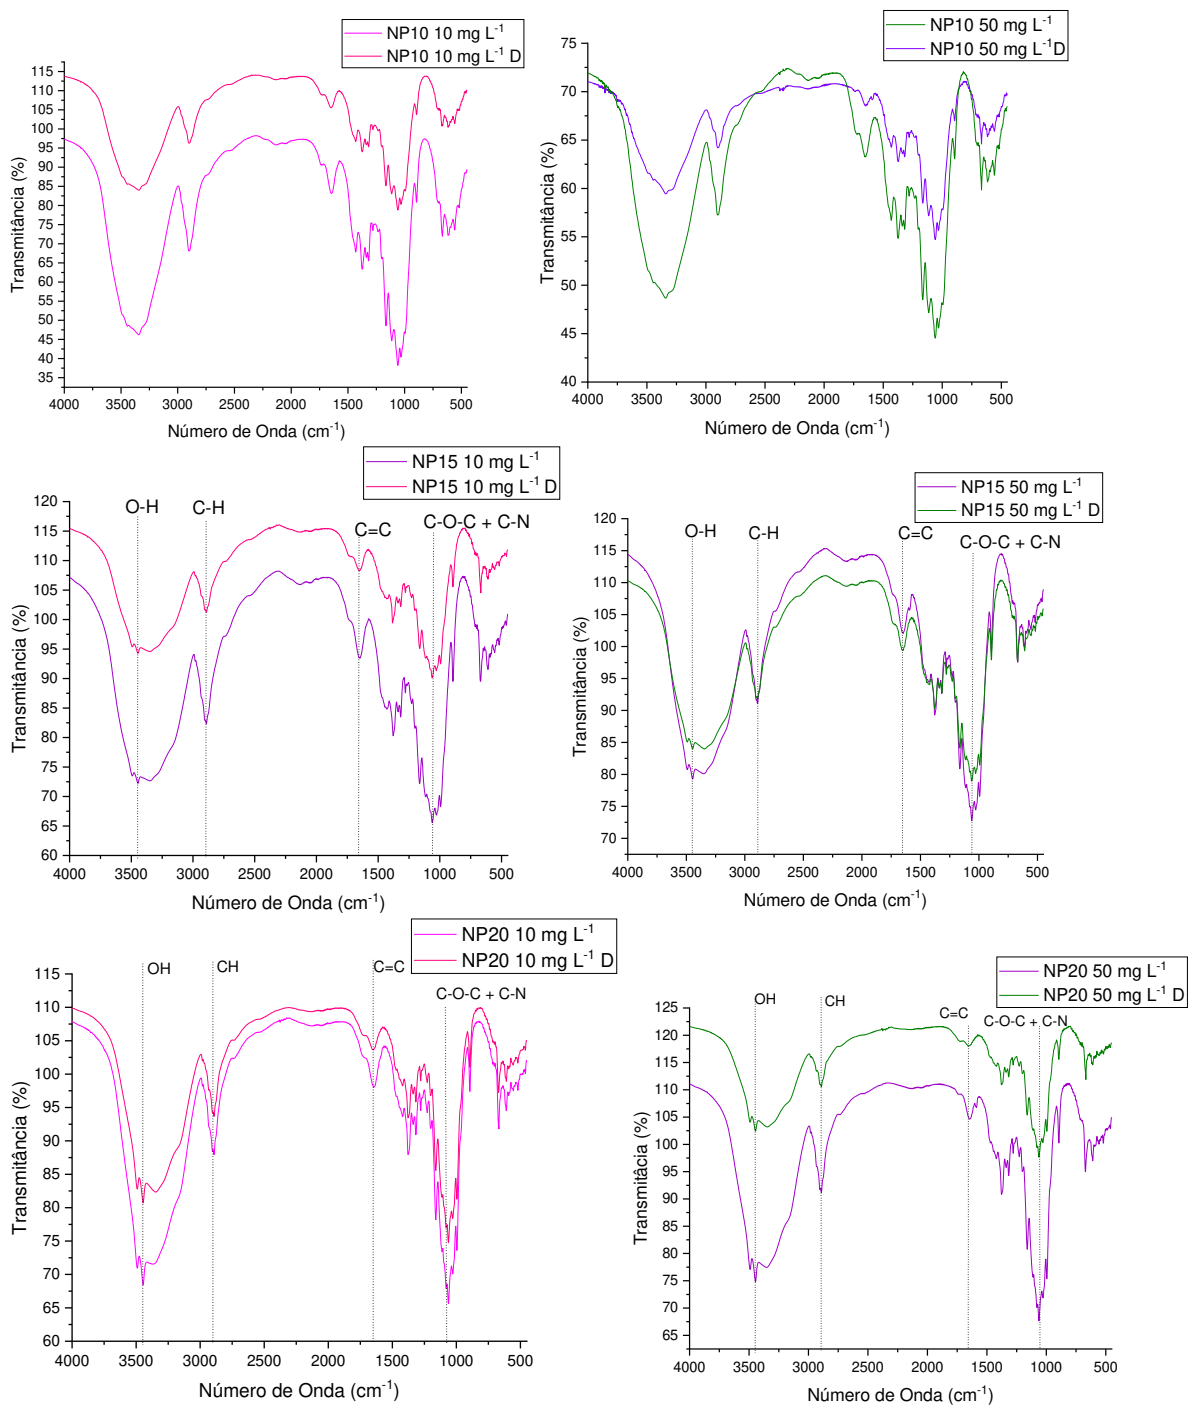 NP10 10 mg L⁻¹
NP10 10 mg L⁻¹ D
115
110
105
100
95
90
85
80
75
70
65
60
55
50
45
40
35
Transmitância (%)
4000 3500 3000 2500 2000 1500 1000 500
Número de Onda (cm⁻¹)
NP10 50 mg L⁻¹
NP10 50 mg L⁻¹D
75
70
65
60
55
50
45
40
Transmitância (%)
4000 3500 3000 2500 2000 1500 1000 500
Número de Onda (cm⁻¹)
NP15 10 mg L⁻¹
NP15 10 mg L⁻¹ D
O-H
C-H
C=C
C-O-C + C-N
120
115
110
105
100
95
90
85
80
75
70
65
60
Transmitância (%)
4000 3500 3000 2500 2000 1500 1000 500
Número de Onda (cm⁻¹)
NP15 50 mg L⁻¹
NP15 50 mg L⁻¹ D
O-H
C-H
C=C
C-O-C + C-N
120
115
110
105
100
95
90
85
80
75
70
Transmitância (%)
4000 3500 3000 2500 2000 1500 1000 500
Número de Onda (cm⁻¹)
NP20 10 mg L⁻¹
NP20 10 mg L⁻¹ D
OH
CH
C=C
C-O-C + C-N
115
110
105
100
95
90
85
80
75
70
65
60
Transmitância (%)
4000 3500 3000 2500 2000 1500 1000 500
Número de Onda (cm⁻¹)
NP20 50 mg L⁻¹
NP20 50 mg L⁻¹ D
OH
CH
C=C
C-O-C + C-N
125
120
115
110
105
100
95
90
85
80
75
70
65
Transmitâcia (%)
4000 3500 3000 2500 2000 1500 1000 500
Número de Onda (cm⁻¹)